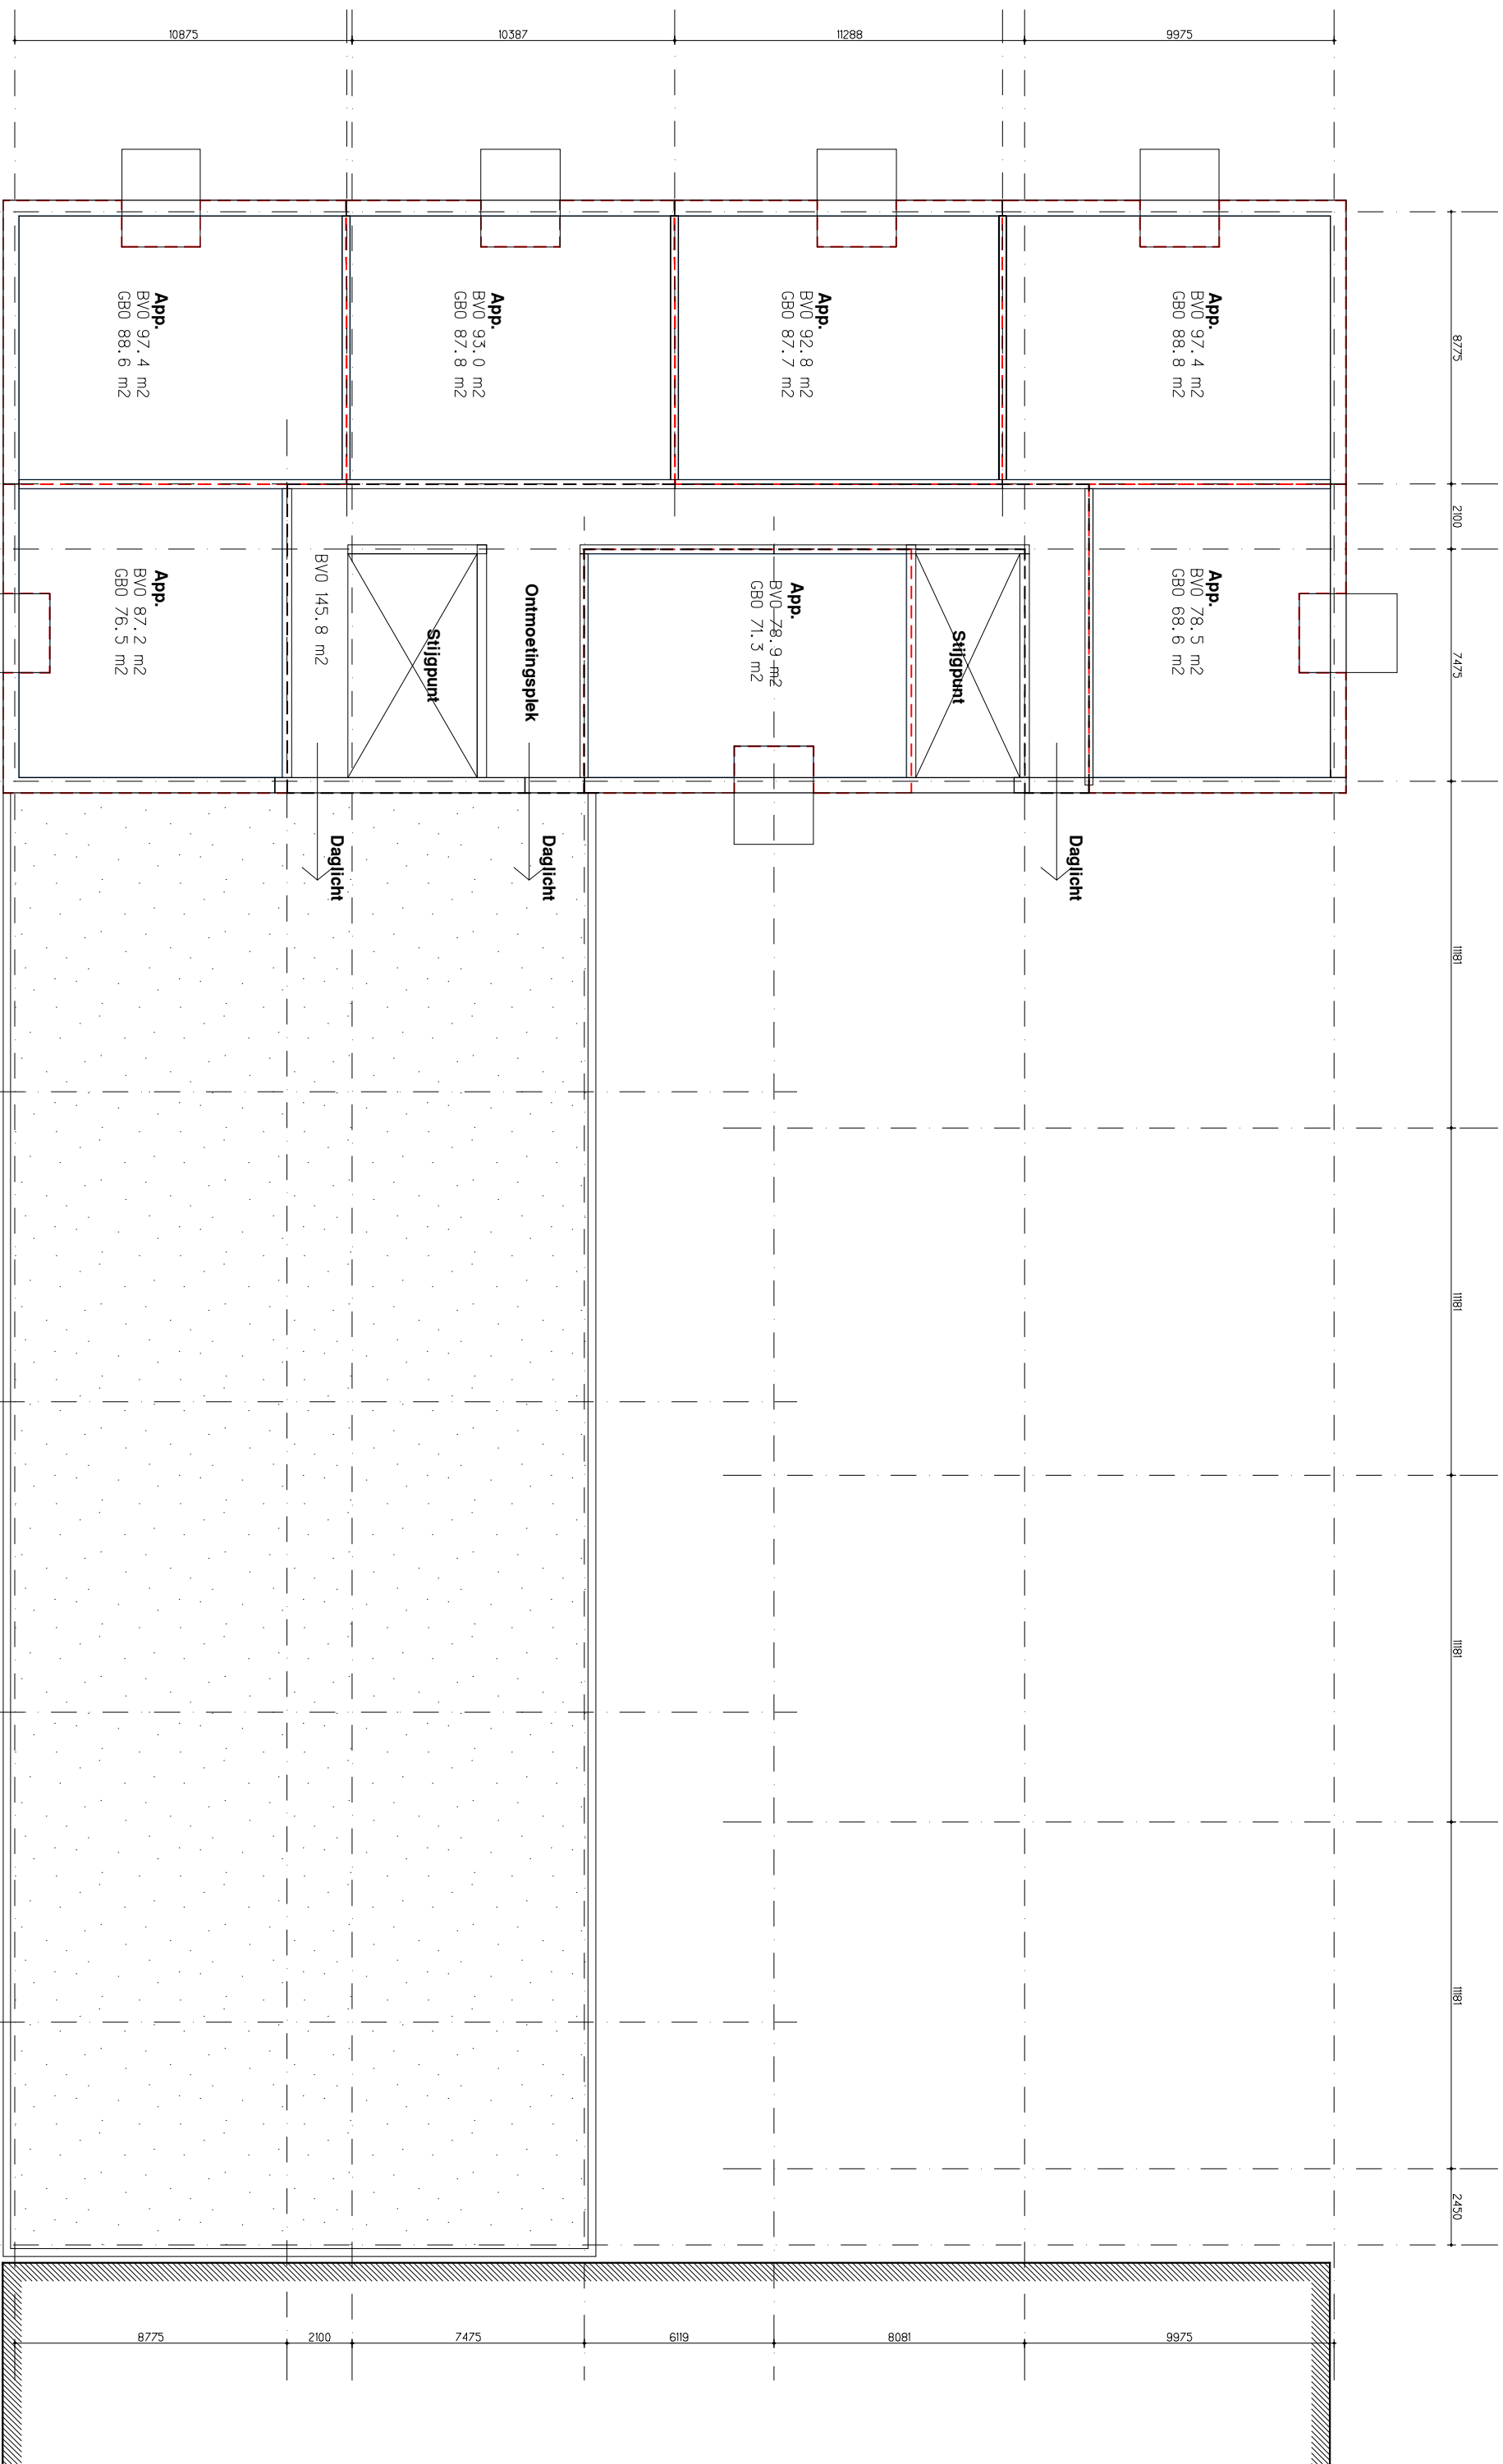 10875
10387
11288
9975
App.
BVO 97.4 m2
GBO 88.6 m2
App.
BVO 93.0 m2
GBO 87.8 m2
App.
BVO 92.8 m2
GBO 87.7 m2
App.
BVO 97.4 m2
GBO 88.8 m2
8775
2100
7475
11181
11181
11181
11181
2450
App.
BVO 87.2 m2
GBO 76.5 m2
BVO 145.8 m2
Stijgpunt
Ontmoetingsplek
App.
BVO 78.9 m2
GBO 71.3 m2
Stijgpunt
App.
BVO 78.5 m2
GBO 68.6 m2
Daglicht
Daglicht
Daglicht
8775
2100
7475
6119
8081
9975